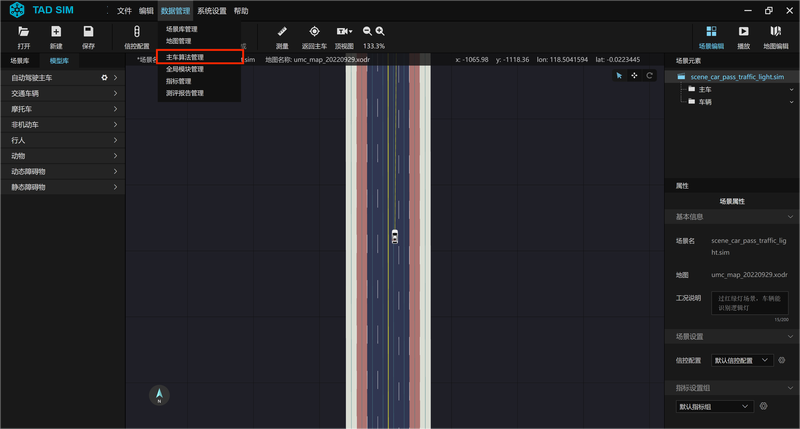 TAD SIM
文件 编辑 数据管理 系统设置 帮助
打开 新建 保存 信控配置 测量 返回主车 顶视图 133.3% 场景编辑 播放 地图编辑
场景库管理
地图管理
主车算法管理
全局模块管理
指标管理
测评报告管理
场景库 模型库
*场景名 t.sim 地图名称: umc_map_20220929.xodr x: -1065.98 y: -1118.36 lon: 118.5041594 lat: -0.0223445
自动驾驶主车
交通车辆
摩托车
非机动车
行人
动物
动态障碍物
静态障碍物
N
场景元素
scene_car_pass_traffic_light.sim
主车
车辆
属性
场景属性
基本信息
场景名 scene_car_pass_traffic_lig
ht.sim
地图 umc_map_20220929.xodr
工况说明 过红绿灯场景，车辆能
识别逻辑灯
15/200
场景设置
信控配置 默认信控配置
指标设置组
默认指标组